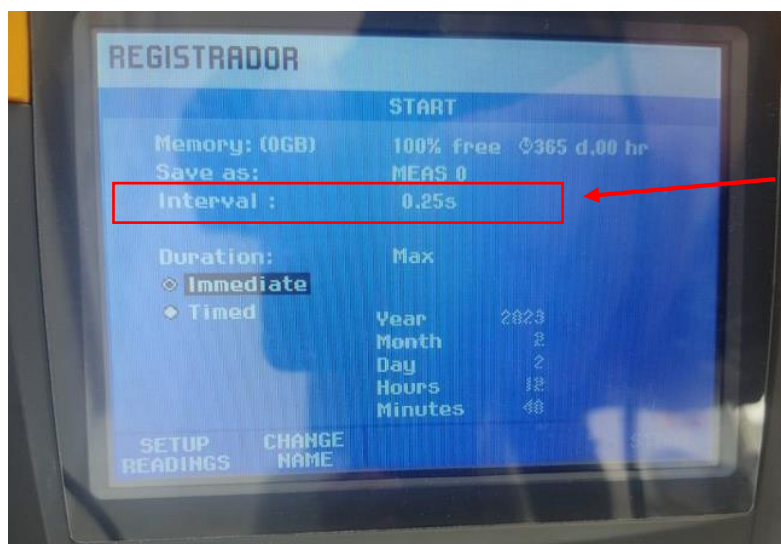 REGISTRADOR
START
Memory: (0GB) 100% free 365 d,00 hr
Save as: MEAS 0
Interval : 0.25s
Duration: Max
Immediate
Timed
Year 2023
Month 2
Day 2
Hours 12
Minutes 48
SETUP READINGS
CHANGE NAME
START